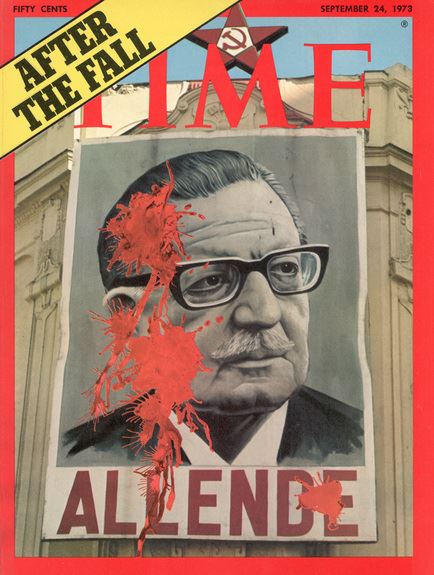 FIFTY CENTS
SEPTEMBER 24, 1973
AFTER
THE FALL
TIME
®
ALLENDE